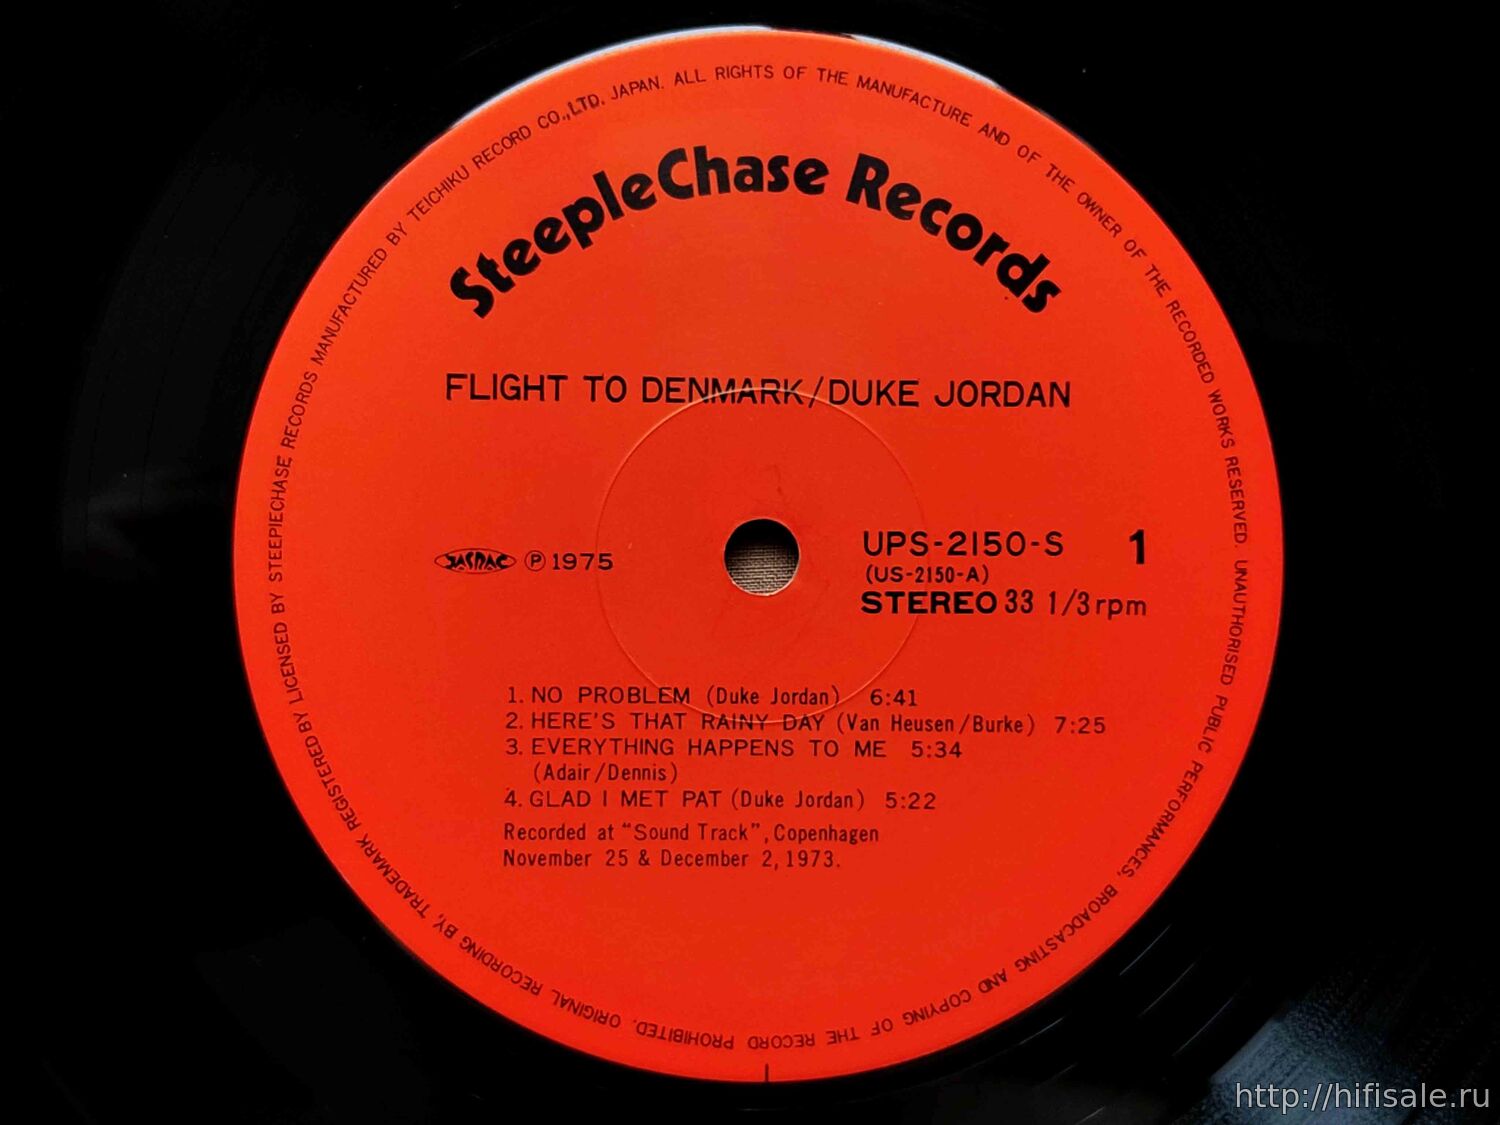 SteepleChase Records
FLIGHT TO DENMARK/DUKE JORDAN
JASRAC Ⓟ 1975
UPS-2150-S 1
(US-2150-A)
STEREO 33 1/3 rpm
1. NO PROBLEM (Duke Jordan) 6:41
2. HERE'S THAT RAINY DAY (Van Heusen/Burke) 7:25
3. EVERYTHING HAPPENS TO ME 5:34
(Adair/Dennis)
4. GLAD I MET PAT (Duke Jordan) 5:22
Recorded at “Sound Track”, Copenhagen
November 25 & December 2, 1973.
ORIGINAL RECORDING BY, TRADEMARK REGISTERED BY LICENSED BY STEEPIECHASE RECORDS MANUFACTURED BY TEICHIKU RECORD CO.,LTD. JAPAN. ALL RIGHTS OF THE MANUFACTURE AND OF THE OWNER OF THE RECORDED WORKS RESERVED. UNAUTHORISED PUBLIC PERFORMANCES, BROADCASTING AND COPYING OF THE RECORD PROHIBITED.
http://hifisale.ru